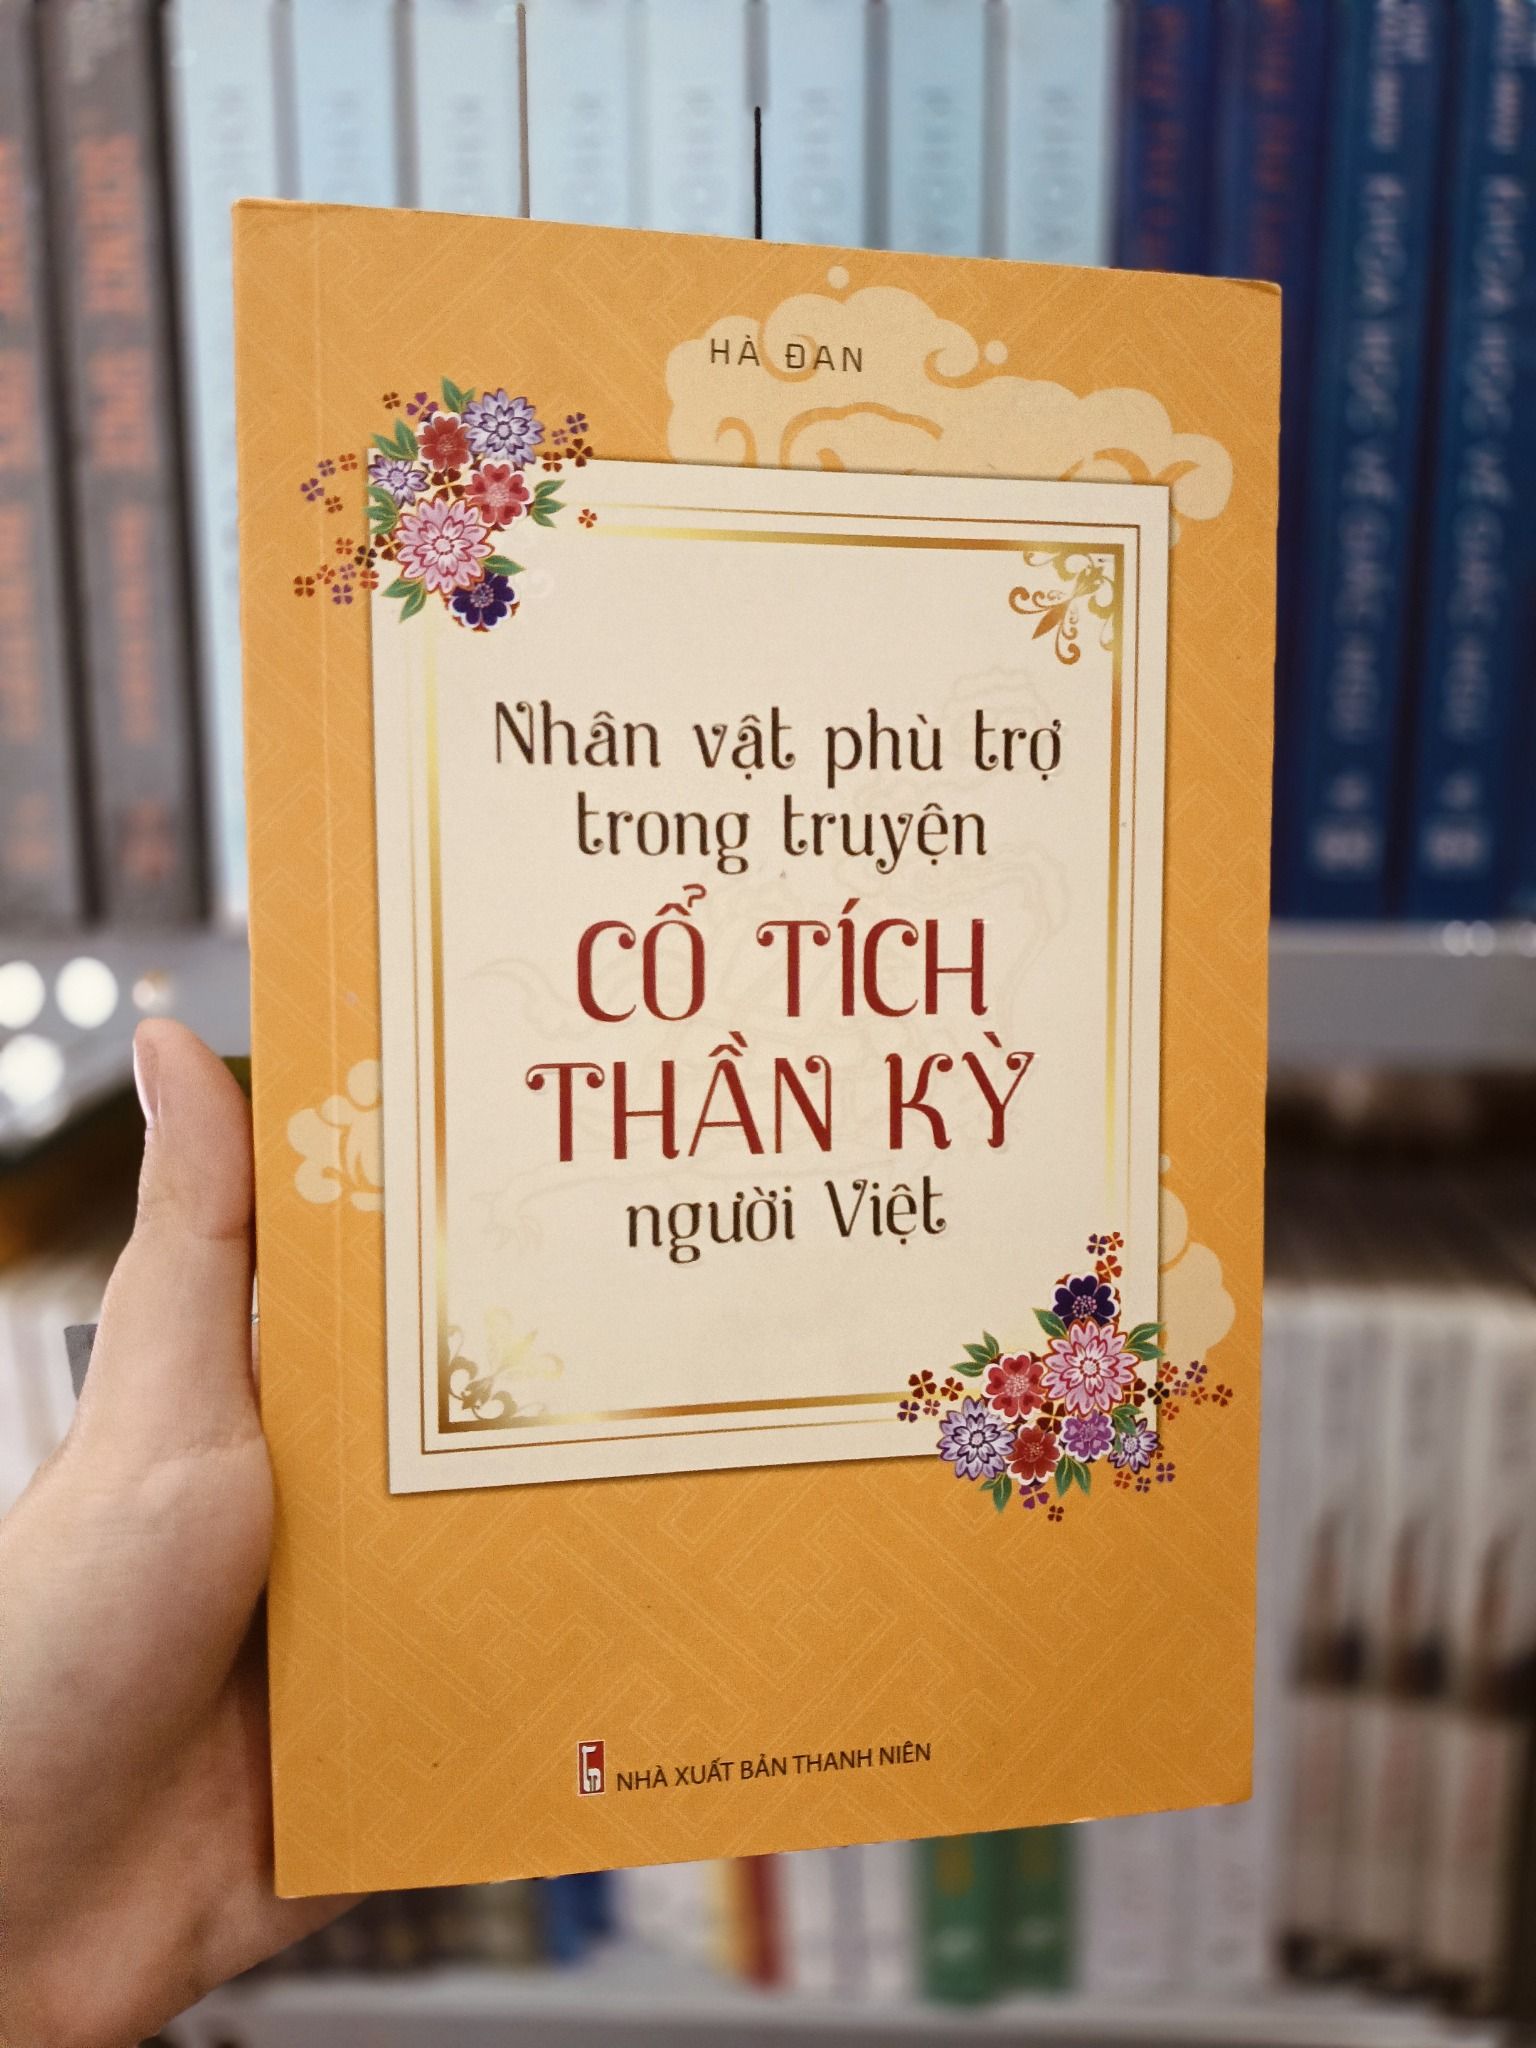 HÀ ĐAN
Nhân vật phù trợ
trong truyện
CỔ TÍCH
THẦN KỲ
người Việt
NHÀ XUẤT BẢN THANH NIÊN